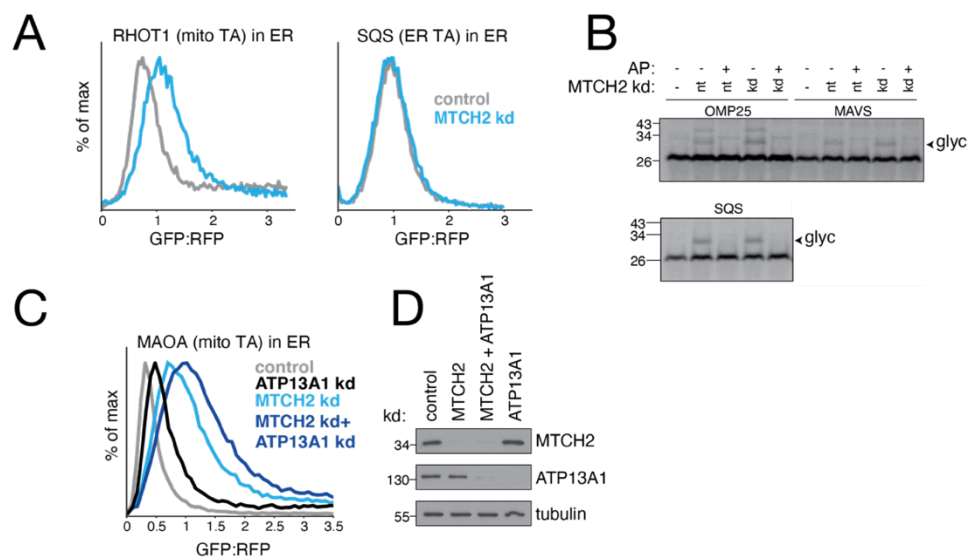 A
RHOT1 (mito TA) in ER
% of max
0
1
2
3
GFP:RFP
SQS (ER TA) in ER
control
MTCH2 kd
0
1
2
3
GFP:RFP
B
AP: - - + - + - - + - +
MTCH2 kd: - nt nt kd kd - nt nt kd kd
OMP25 MAVS
43
34
26
glyc
SQS
43
34
26
glyc
C
MAOA (mito TA) in ER
control
ATP13A1 kd
MTCH2 kd
MTCH2 kd+
ATP13A1 kd
% of max
0 0.5 1 1.5 2 2.5 3 3.5
GFP:RFP
D
control
MTCH2
MTCH2 + ATP13A1
ATP13A1
kd:
34 MTCH2
130 ATP13A1
55 tubulin